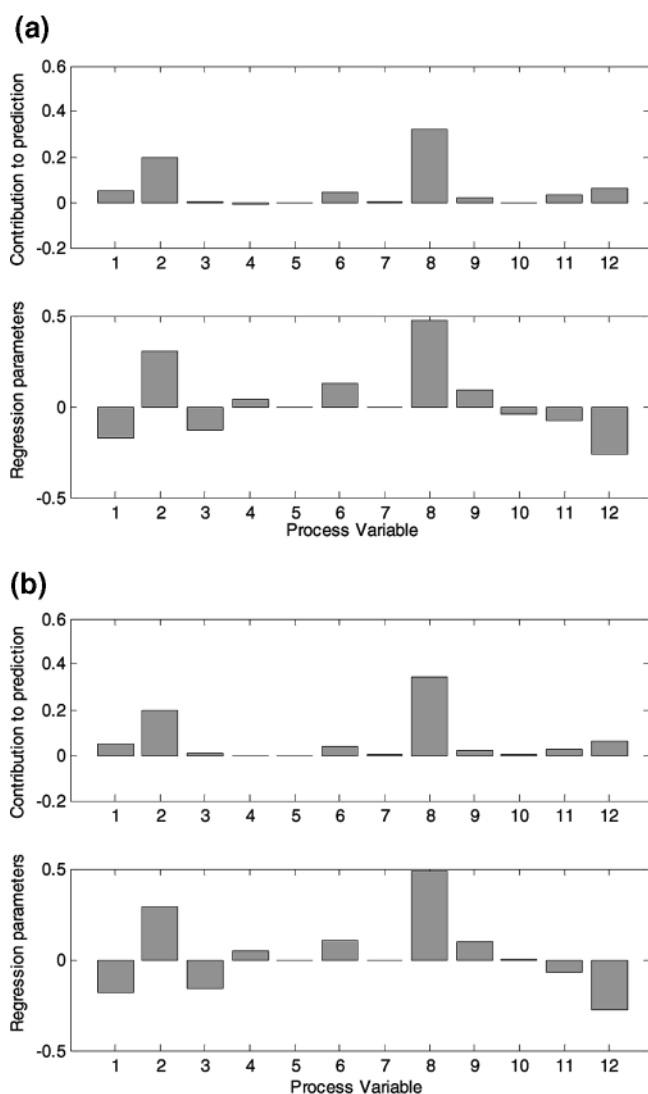 (a)
Contribution to prediction
0.6
0.4
0.2
0
-0.2
1 2 3 4 5 6 7 8 9 10 11 12
Regression parameters
0.5
0
-0.5
1 2 3 4 5 6 7 8 9 10 11 12
Process Variable
(b)
Contribution to prediction
0.6
0.4
0.2
0
-0.2
1 2 3 4 5 6 7 8 9 10 11 12
Regression parameters
0.5
0
-0.5
1 2 3 4 5 6 7 8 9 10 11 12
Process Variable